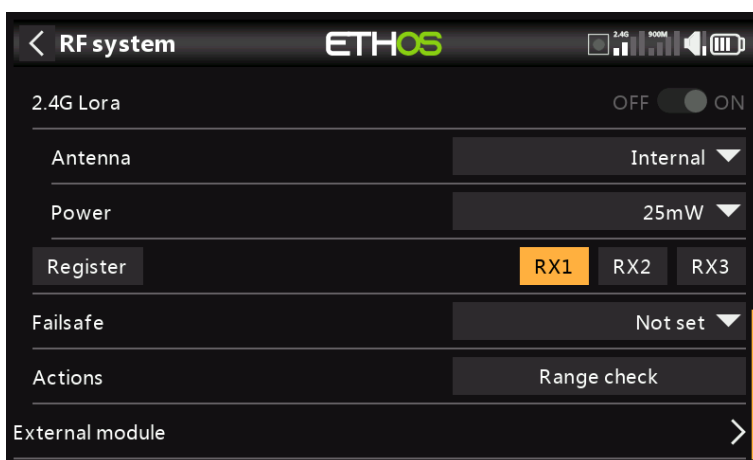 RF system ETHOS 2.4G 900M
2.4G Lora OFF ON
Antenna Internal
Power 25mW
Register RX1 RX2 RX3
Failsafe Not set
Actions Range check
External module